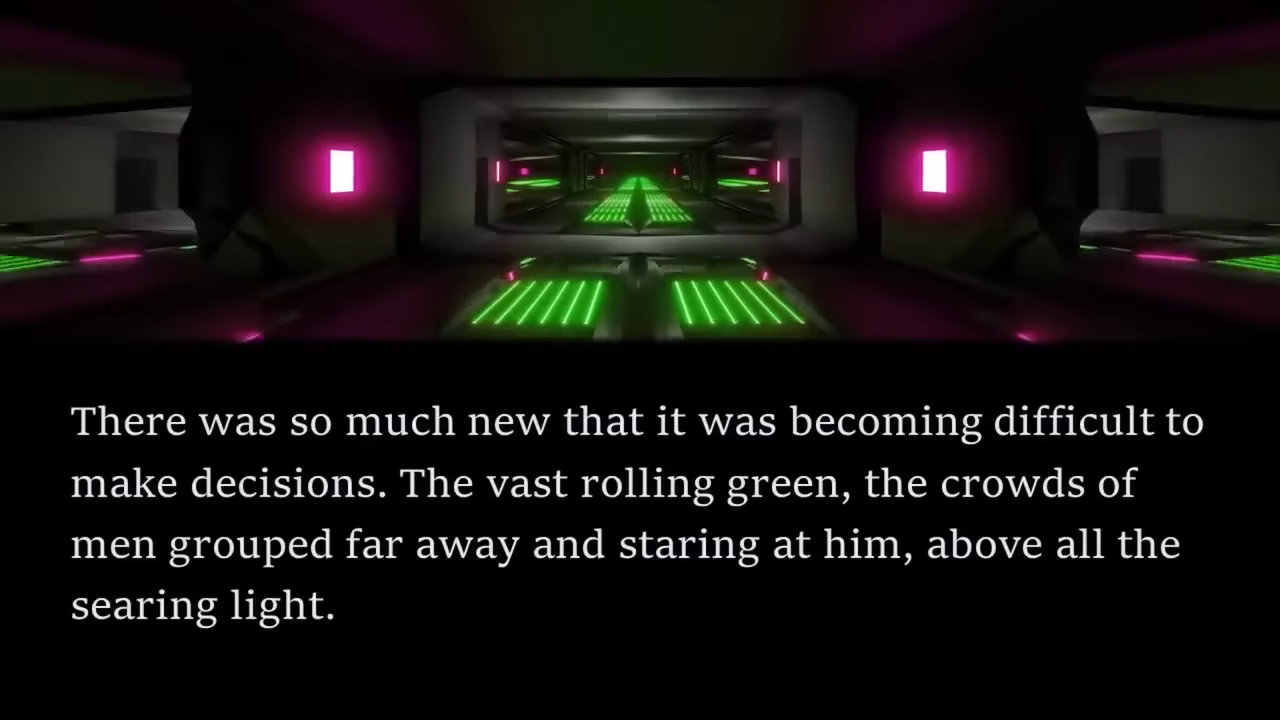 There was so much new that it was becoming difficult to
make decisions. The vast rolling green, the crowds of
men grouped far away and staring at him, above all the
searing light.